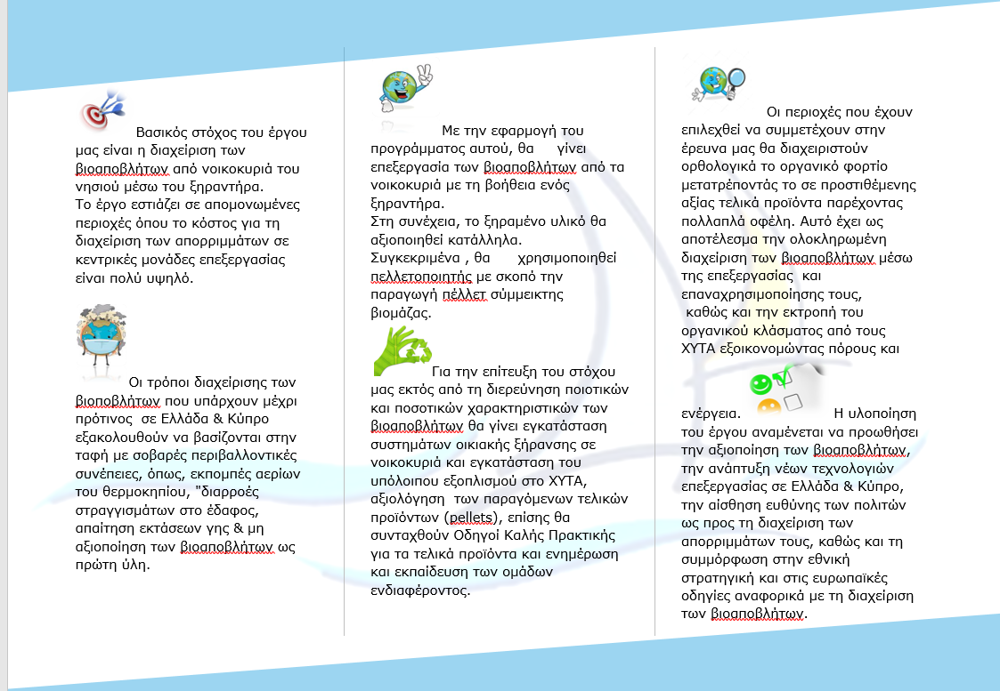 Βασικός στόχος του έργου
μας είναι η διαχείριση των
βιοαποβλήτων από νοικοκυριά του
νησιού μέσω του ξηραντήρα.
Το έργο εστιάζει σε απομονωμένες
περιοχές όπου το κόστος για τη
διαχείριση των απορριμμάτων σε
κεντρικές μονάδες επεξεργασίας
είναι πολύ υψηλό.
Οι τρόποι διαχείρισης των
βιοποβλήτων που υπάρχουν μέχρι
πρότινος  σε Ελλάδα & Κύπρο
εξακολουθούν να βασίζονται στην
ταφή με σοβαρές περιβαλλοντικές
συνέπειες, όπως, εκπομπές αερίων
του θερμοκηπίου, "διαρροές
στραγγισμάτων στο έδαφος,
απαίτηση εκτάσεων γης & μη
αξιοποίηση των βιοαποβλήτων ως
πρώτη ύλη.
Με την εφαρμογή του
προγράμματος αυτού, θα     γίνει
επεξεργασία των βιοαποβλήτων από τα
νοικοκυριά με τη βοήθεια ενός
ξηραντήρα.
Στη συνέχεια, το ξηραμένο υλικό θα
αξιοποιηθεί κατάλληλα.
Συγκεκριμένα , θα      χρησιμοποιηθεί
πελλετοποιητής με σκοπό την
παραγωγή πέλλετ σύμμεικτης
βιομάζας.
Για την επίτευξη του στόχου
μας εκτός από τη διερεύνηση ποιοτικών
και ποσοτικών χαρακτηριστικών των
βιοαποβλήτων θα γίνει εγκατάσταση
συστημάτων οικιακής ξήρανσης σε
νοικοκυριά και εγκατάσταση του
υπόλοιπου εξοπλισμού στο ΧΥΤΑ,
αξιολόγηση  των παραγόμενων τελικών
προϊόντων (pellets), επίσης θα
συνταχθούν Οδηγοί Καλής Πρακτικής
για τα τελικά προϊόντα και ενημέρωση
και εκπαίδευση των ομάδων
ενδιαφέροντος.
Οι περιοχές που έχουν
επιλεχθεί να συμμετέχουν στην
έρευνα μας θα διαχειριστούν
ορθολογικά το οργανικό φορτίο
μετατρέποντάς το σε προστιθέμενης
αξίας τελικά προϊόντα παρέχοντας
πολλαπλά οφέλη. Αυτό έχει ως
αποτέλεσμα την ολοκληρωμένη
διαχείριση των βιοαποβλήτων μέσω
της επεξεργασίας  και
επαναχρησιμοποίησης τους,
καθώς και την εκτροπή του
οργανικού κλάσματος από τους
ΧΥΤΑ εξοικονομώντας πόρους και
ενέργεια. Η υλοποίηση
του έργου αναμένεται να προωθήσει
την αξιοποίηση των βιοαποβλήτων,
την ανάπτυξη νέων τεχνολογιών
επεξεργασίας σε Ελλάδα & Κύπρο,
την αίσθηση ευθύνης των πολιτών
ως προς τη διαχείριση των
απορριμμάτων τους, καθώς και τη
συμμόρφωση στην εθνική
στρατηγική και στις ευρωπαϊκές
οδηγίες αναφορικά με τη διαχείριση
των βιοαποβλήτων.